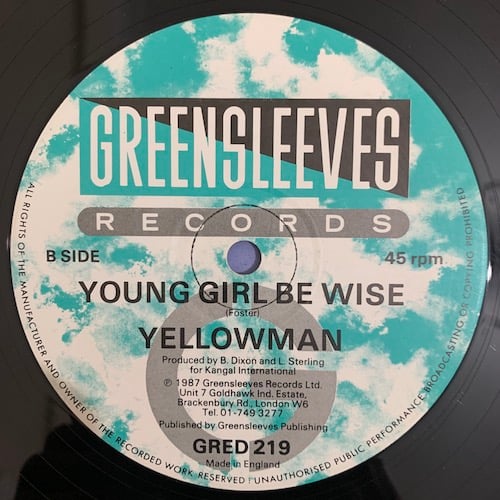 GREENSLEEVES
RECORDS
B SIDE
45 rpm
YOUNG GIRL BE WISE
(Foster)
YELLOWMAN
Produced by B. Dixon and L. Sterling
for Kangal International
℗ 1987 Greensleeves Records Ltd.
Unit 7 Goldhawk Ind. Estate,
Brackenbury Rd., London W6
Tel. 01-749 3277
Published by Greensleeves Publishing
GRED 219
Made in England
ALL RIGHTS OF THE MANUFACTURER AND OWNER OF THE RECORDED WORK RESERVED! UNAUTHORISED PUBLIC PERFORMANCE BROADCASTING OR COPYING PROHIBITED